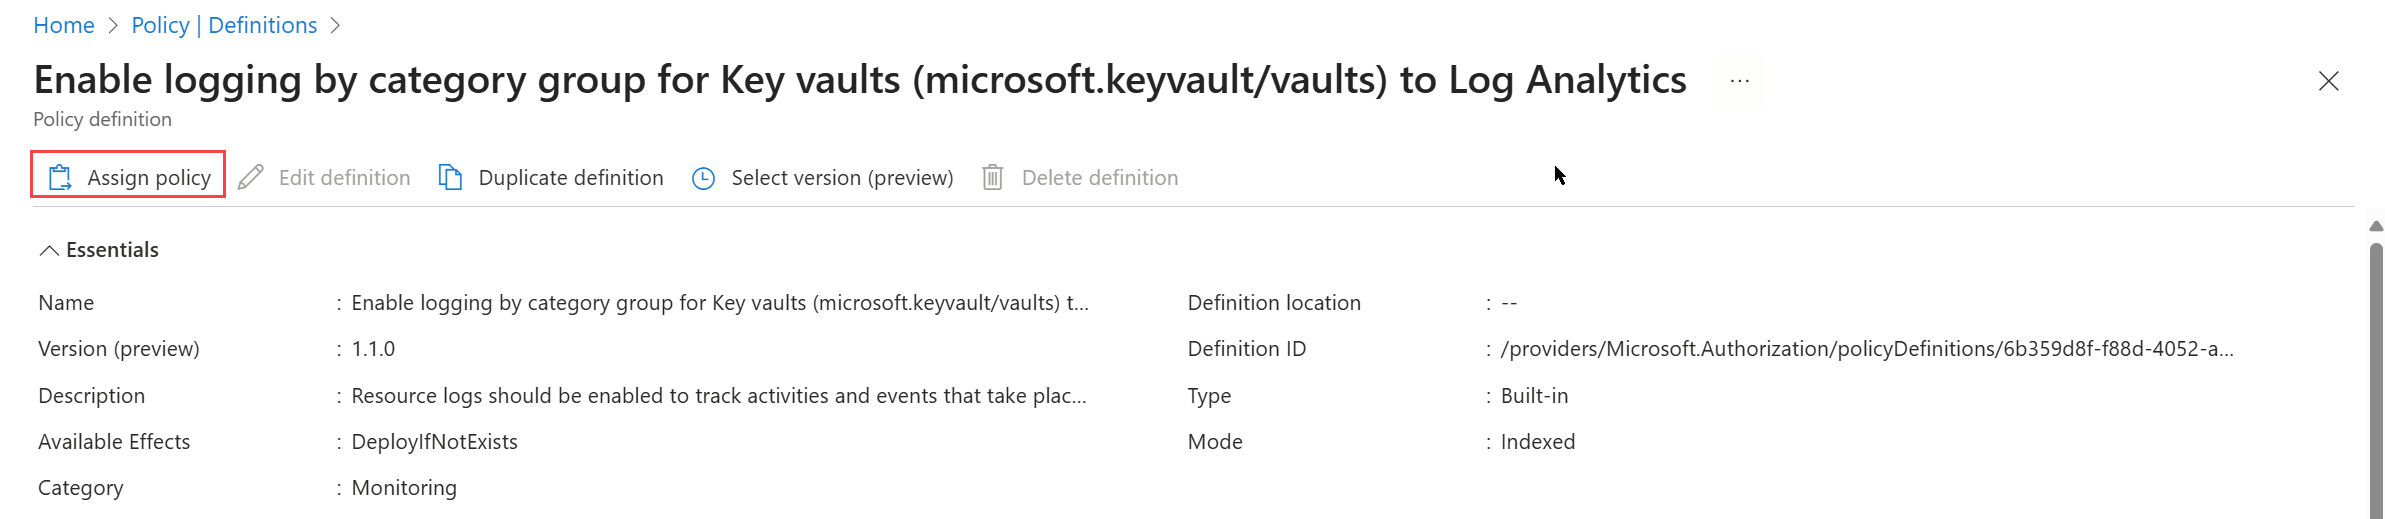 Home > Policy | Definitions >
Enable logging by category group for Key vaults (microsoft.keyvault/vaults) to Log Analytics ...
Policy definition
Assign policy Edit definition Duplicate definition Select version (preview) Delete definition
Essentials
Name : Enable logging by category group for Key vaults (microsoft.keyvault/vaults) t... Definition location : --
Version (preview) : 1.1.0 Definition ID : /providers/Microsoft.Authorization/policyDefinitions/6b359d8f-f88d-4052-a...
Description : Resource logs should be enabled to track activities and events that take plac... Type : Built-in
Available Effects : DeployIfNotExists Mode : Indexed
Category : Monitoring